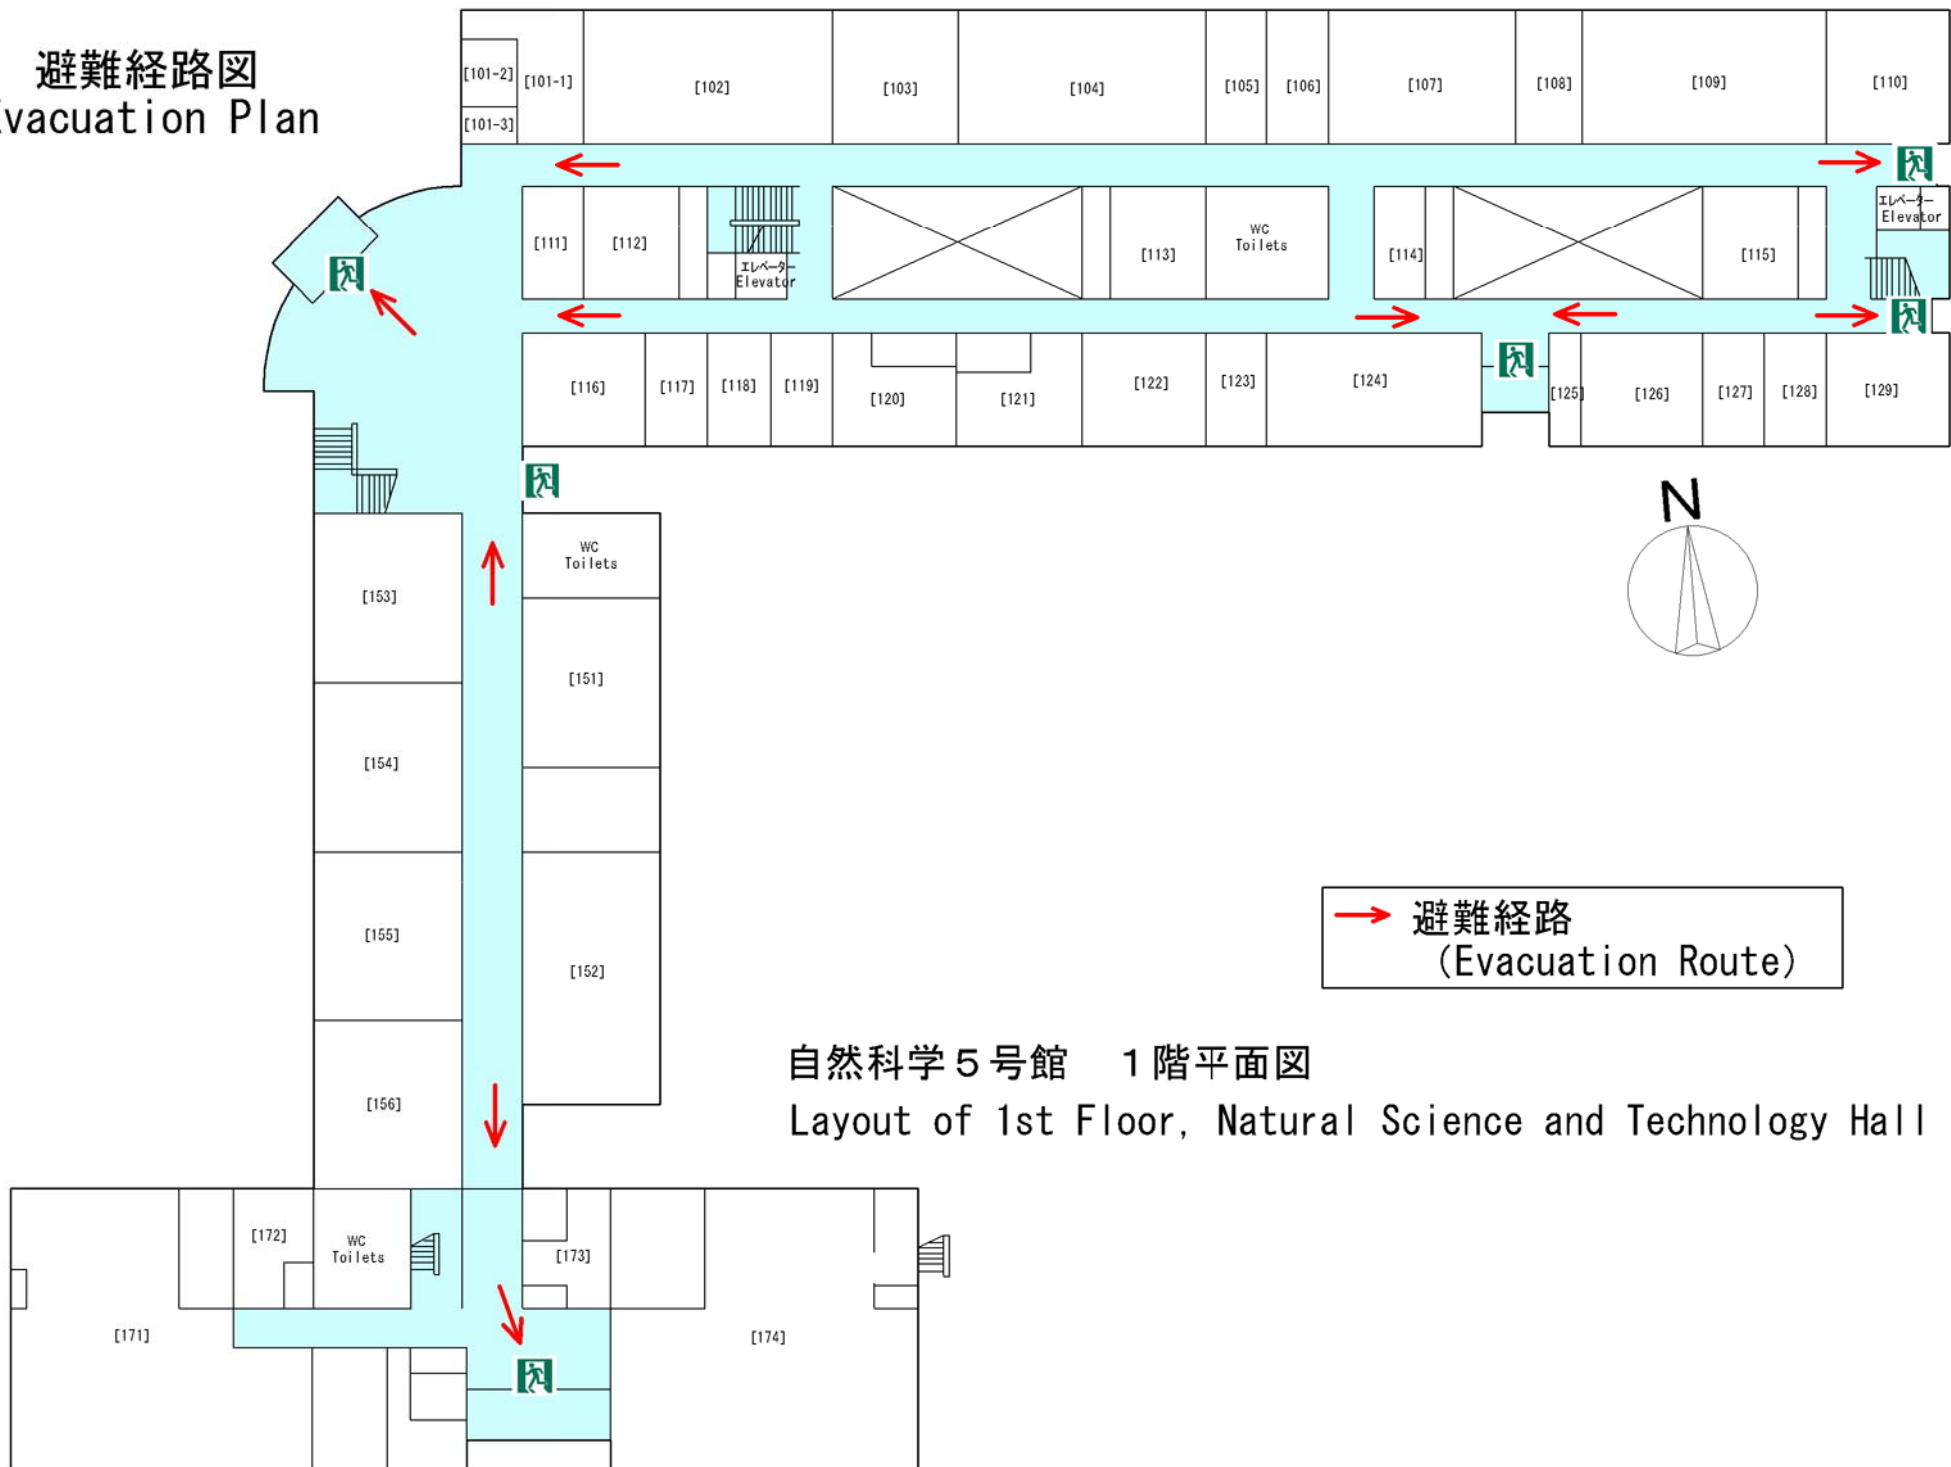 避難経路図
Evacuation Plan
[101-2]
[101-1]
[101-3]
[102]
[103]
[104]
[105]
[106]
[107]
[108]
[109]
[110]
[111]
[112]
エレベーター
Elevator
[113]
WC
Toilets
[114]
[115]
エレベーター
Elevator
[116]
[117]
[118]
[119]
[120]
[121]
[122]
[123]
[124]
[125]
[126]
[127]
[128]
[129]
N
WC
Toilets
[153]
[151]
[154]
[155]
[152]
[156]
避難経路
(Evacuation Route)
自然科学5号館 1階平面図
Layout of 1st Floor, Natural Science and Technology Hall
[171]
[172]
WC
Toilets
[173]
[174]